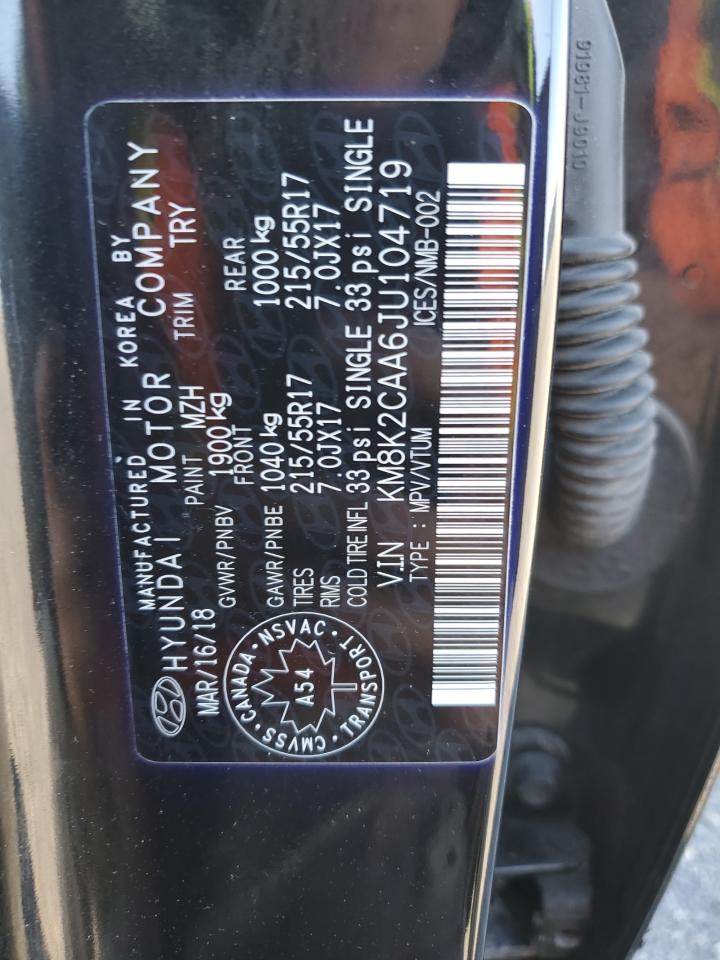 MANUFACTURED IN KOREA BY
HYUNDAI MOTOR COMPANY
MAR/16/18 PAINT MZH TRIM TRY
GVWR/PNBV 1900kg
FRONT REAR
GAWR/PNBE 1040kg 1000kg
TIRES 215/55R17 215/55R17
RIMS 7.0JX17 7.0JX17
COLD TIRE INFL 33 psi SINGLE 33 psi SINGLE
VIN KM8K2CAA6JU104719
TYPE : MPV/VTUM ICES/NMB-002
CANADA · NSVAC · TRANSPORT · CMVSS ·
A54
T
91981-J9010